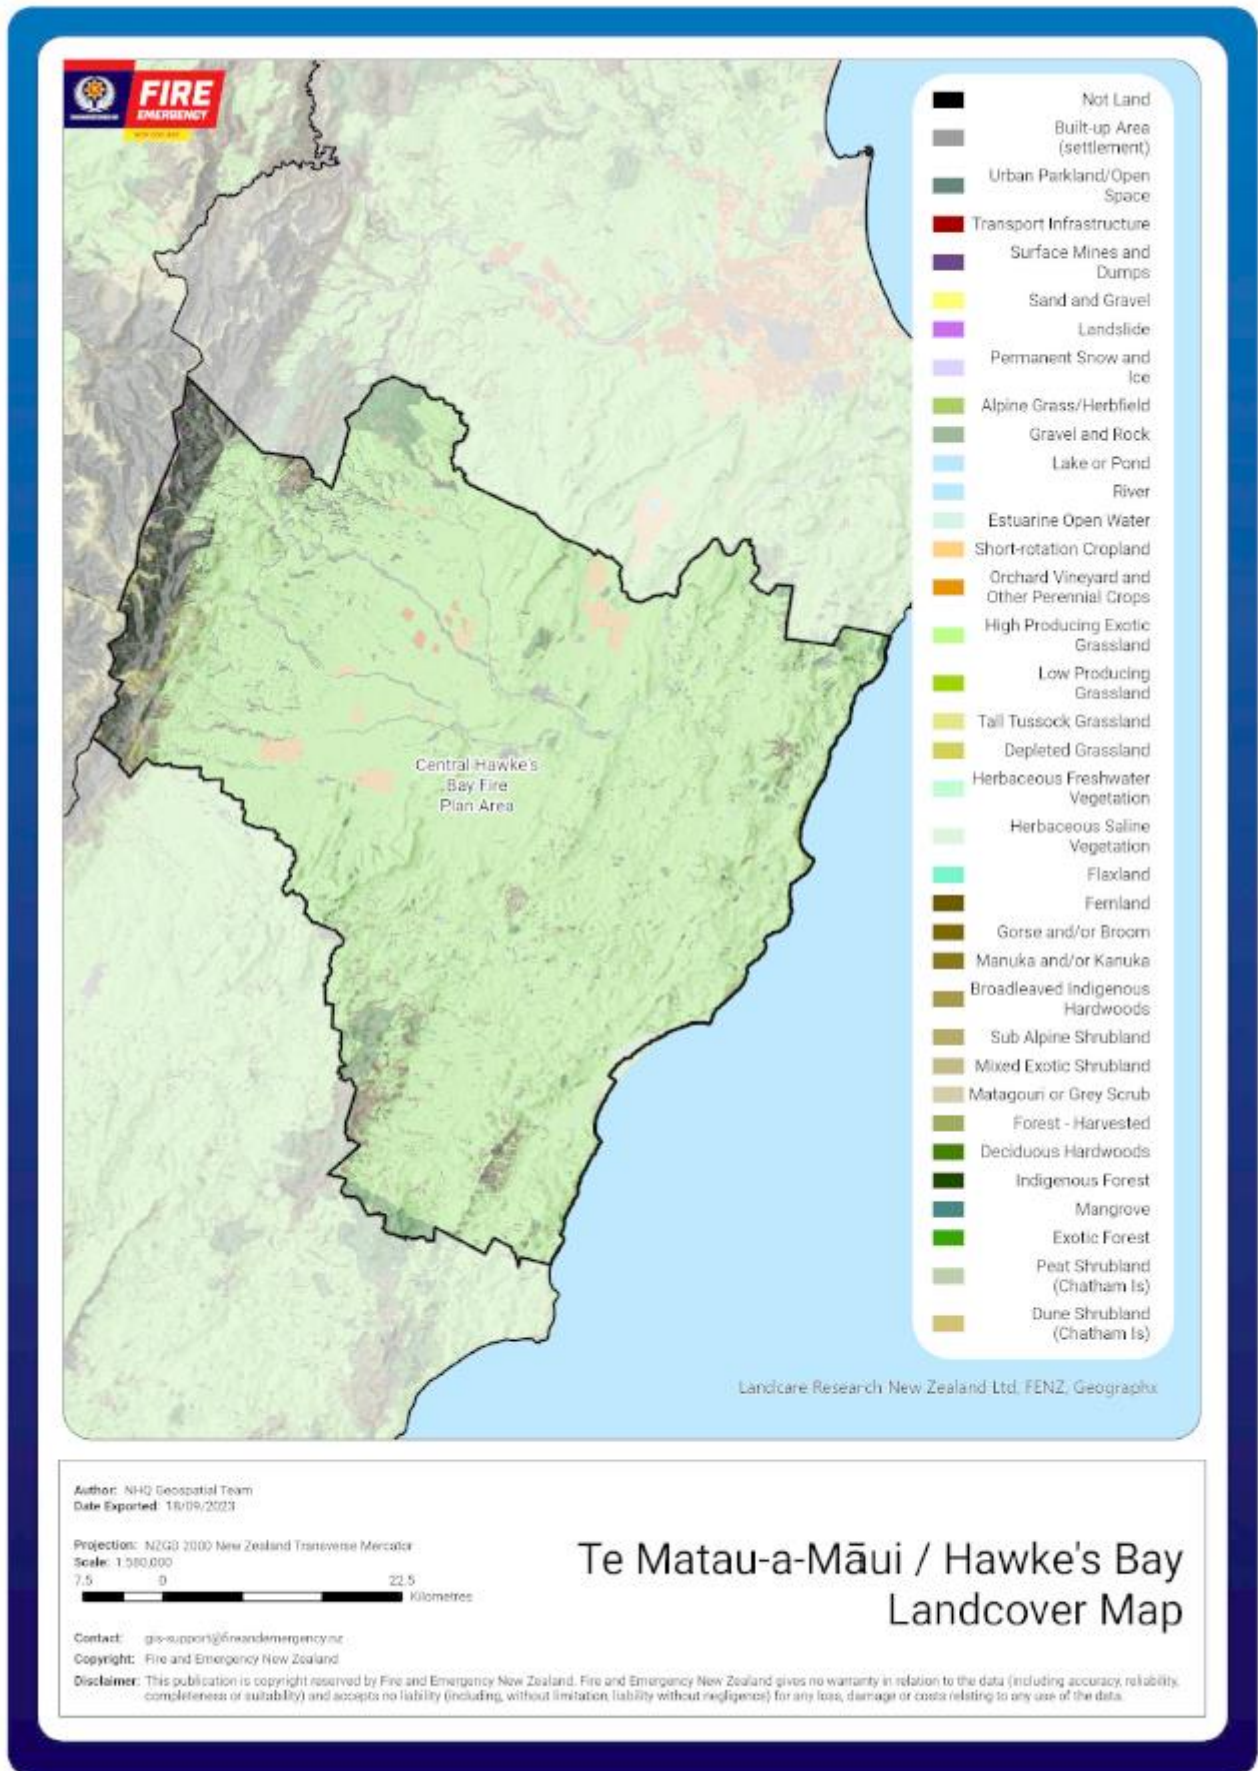 FIRE
EMERGENCY
Not Land
Built-up Area
(settlement)
Urban Parkland/Open
Space
Transport Infrastructure
Surface Mines and
Dumps
Sand and Gravel
Landslide
Permanent Snow and
Ice
Alpine Grass/Herbfield
Gravel and Rock
Lake or Pond
River
Estuarine Open Water
Short-rotation Cropland
Orchard Vineyard and
Other Perennial Crops
High Producing Exotic
Grassland
Low Producing
Grassland
Tall Tussock Grassland
Depleted Grassland
Herbaceous Freshwater
Vegetation
Herbaceous Saline
Vegetation
Flaxland
Fernland
Gorse and/or Broom
Manuka and/or Kanuka
Broadleaved Indigenous
Hardwoods
Sub Alpine Shrubland
Mixed Exotic Shrubland
Matagouri or Grey Scrub
Forest - Harvested
Deciduous Hardwoods
Indigenous Forest
Mangrove
Exotic Forest
Peat Shrubland
(Chatham Is)
Dune Shrubland
(Chatham Is)
Central Hawke's
Bay Fire
Plan Area
Landcare Research New Zealand Ltd, FENZ, Geographx
Author: NHQ Geospatial Team
Date Exported: 18/09/2023
Projection: NZGD 2000 New Zealand Transverse Mercator
Scale: 1:580,000
7.5 0 22.5
Kilometres
Te Matau-a-Māui / Hawke's Bay
Landcover Map
Contact: gis-support@fireandemergency.nz
Copyright: Fire and Emergency New Zealand
Disclaimer: This publication is copyright reserved by Fire and Emergency New Zealand. Fire and Emergency New Zealand gives no warranty in relation to the data (including accuracy, reliability,
completeness or suitability) and accepts no liability (including, without limitation, liability without negligence) for any loss, damage or costs relating to any use of the data.